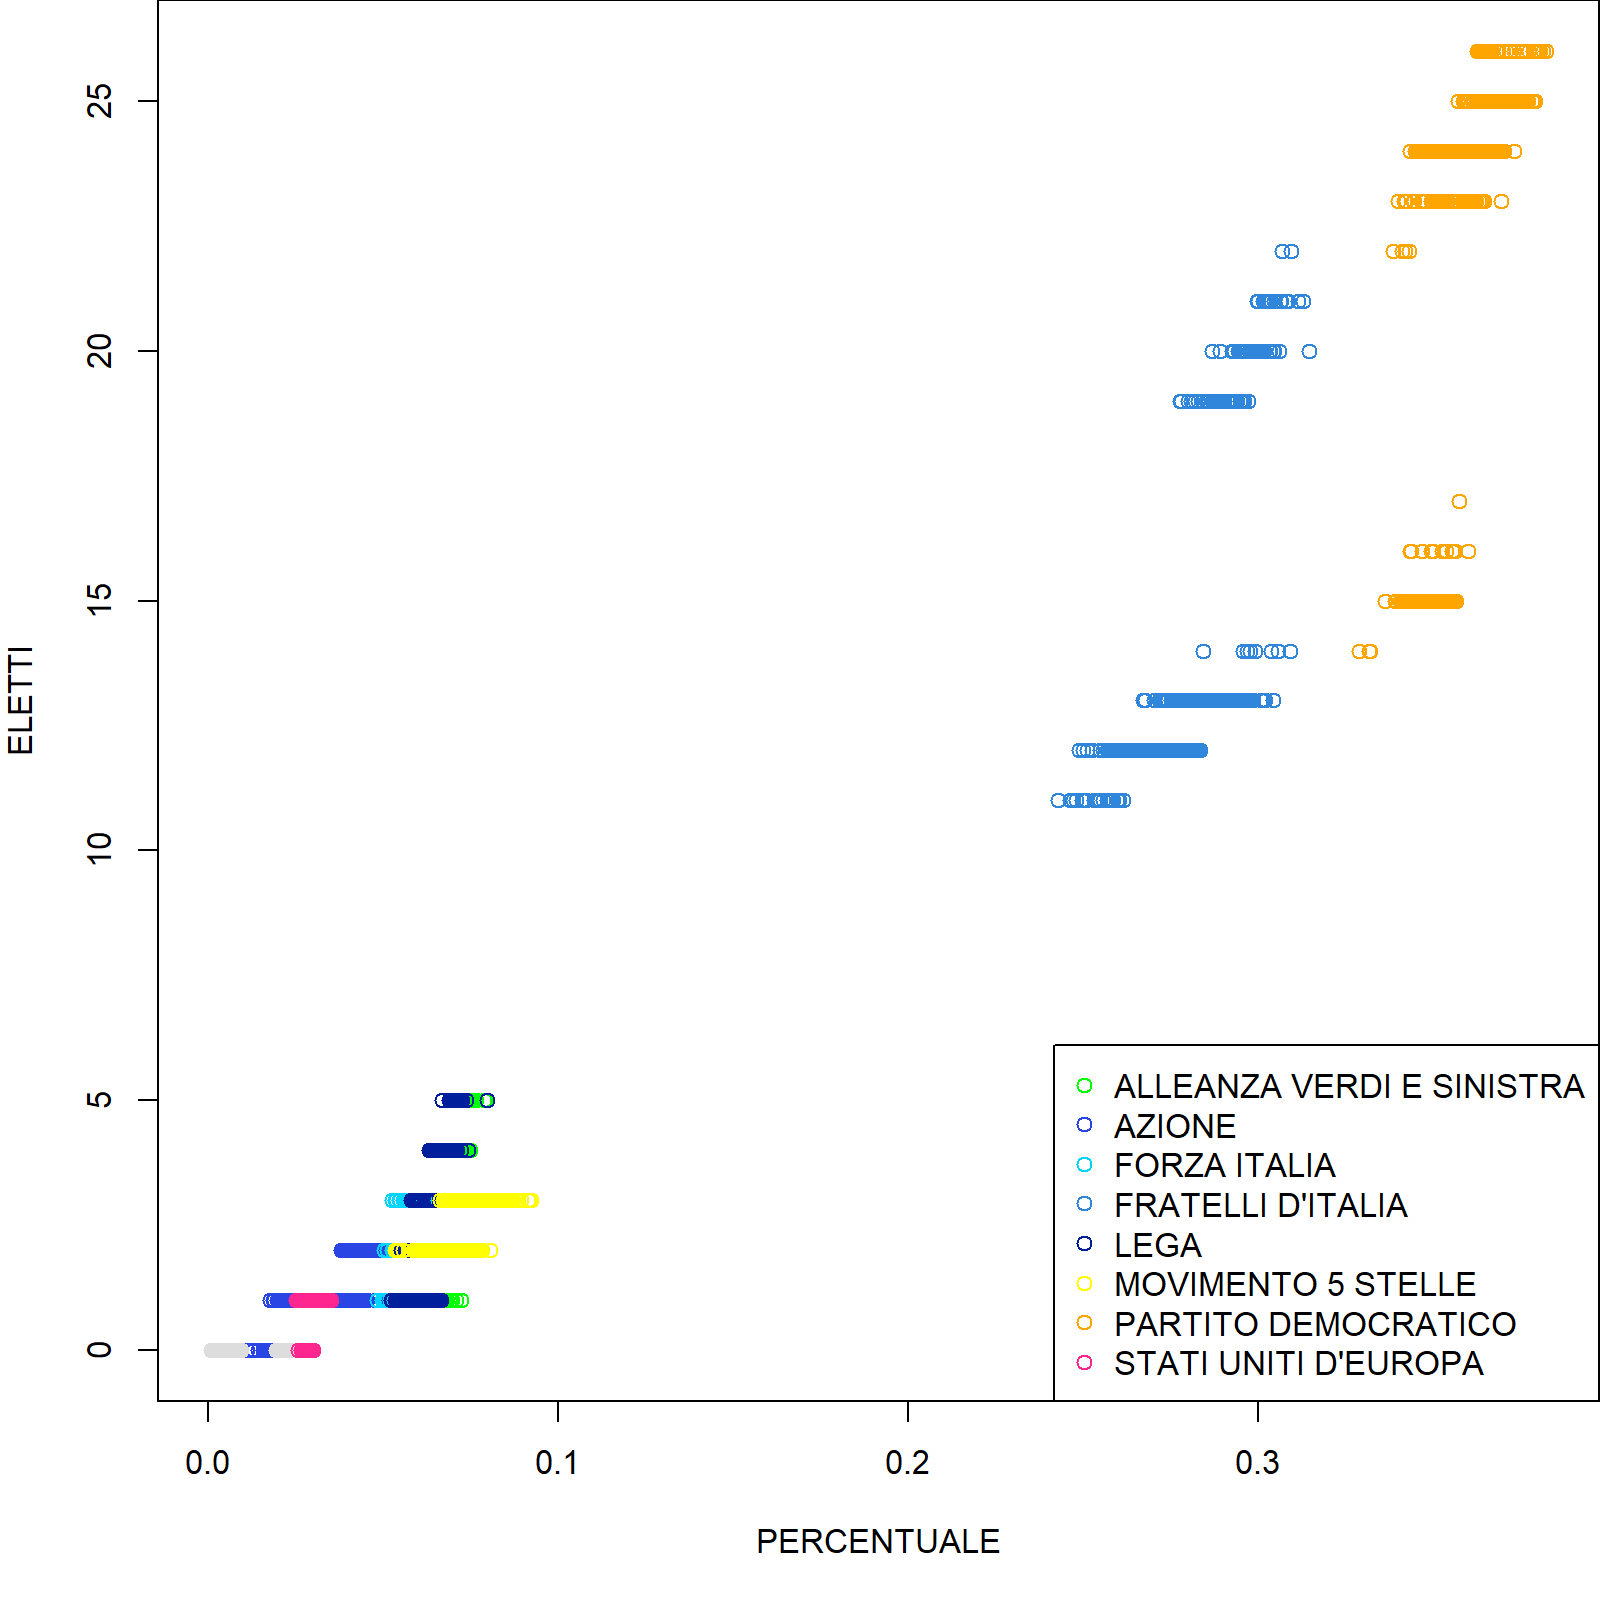 ELETTI
25
20
15
10
5
0
ALLEANZA VERDI E SINISTRA
AZIONE
FORZA ITALIA
FRATELLI D'ITALIA
LEGA
MOVIMENTO 5 STELLE
PARTITO DEMOCRATICO
STATI UNITI D'EUROPA
0.0 0.1 0.2 0.3
PERCENTUALE